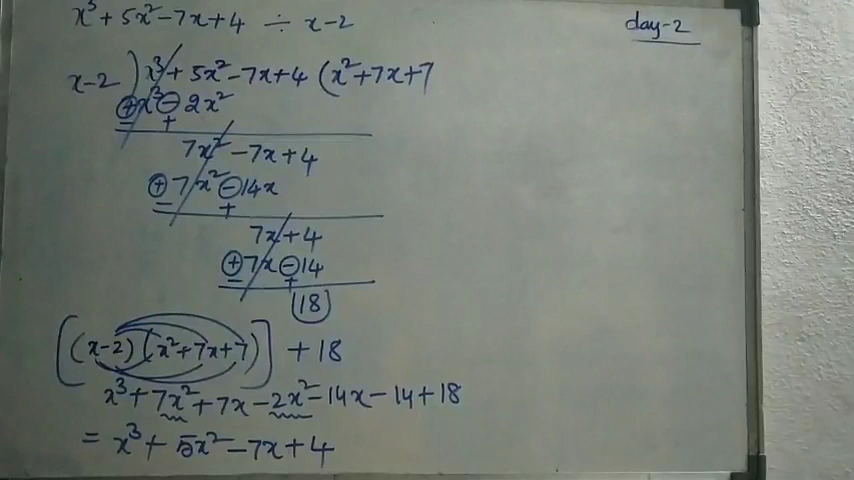 x³ + 5x² - 7x + 4 ÷ x - 2
day - 2
x - 2 ) x³ + 5x² - 7x + 4 ( x² + 7x + 7
⊕ x³ ⊖ 2x²
- +
7x² - 7x + 4
⊕ 7x² ⊖ 14x
- +
7x + 4
⊕ 7x ⊖ 14
- +
18
[ (x - 2) (x² + 7x + 7) ] + 18
x³ + 7x² + 7x - 2x² - 14x - 14 + 18
= x³ + 5x² - 7x + 4